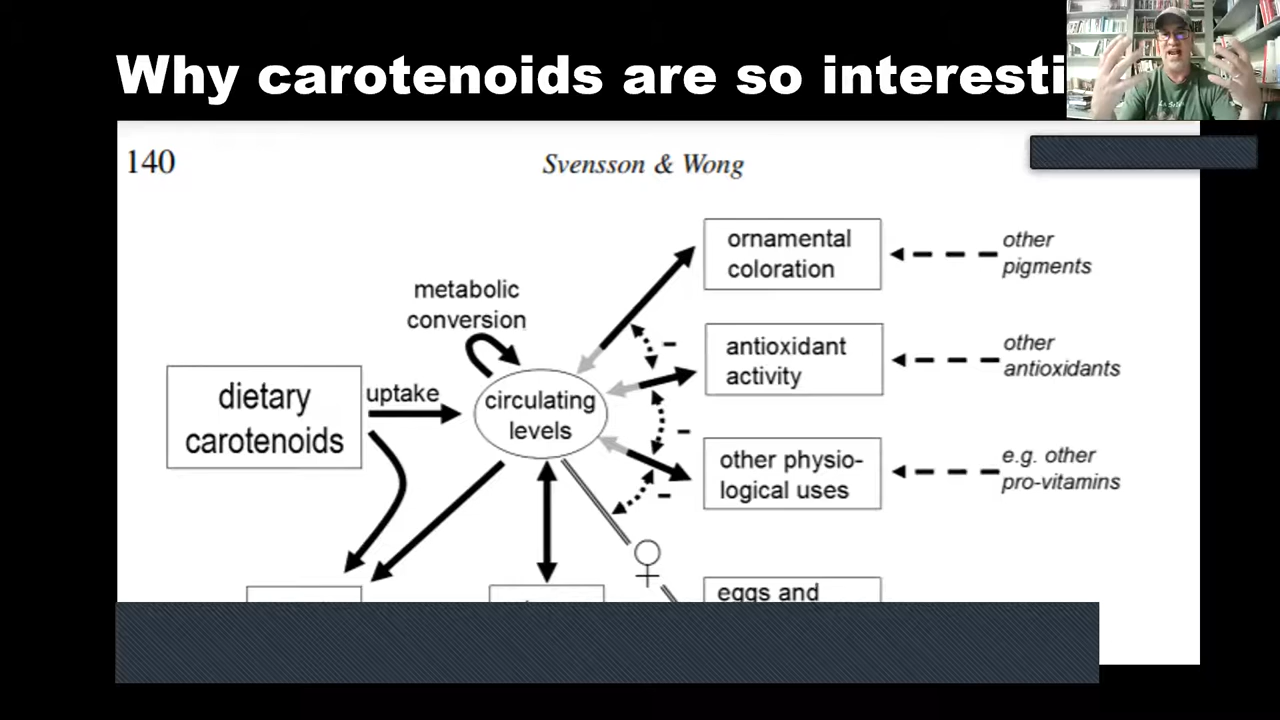 Why carotenoids are so interesti
140
Svensson & Wong
ornamental
coloration
other
pigments
metabolic
conversion
antioxidant
activity
other
antioxidants
dietary
carotenoids
uptake
circulating
levels
other physio-
logical uses
e.g. other
pro-vitamins
eggs and